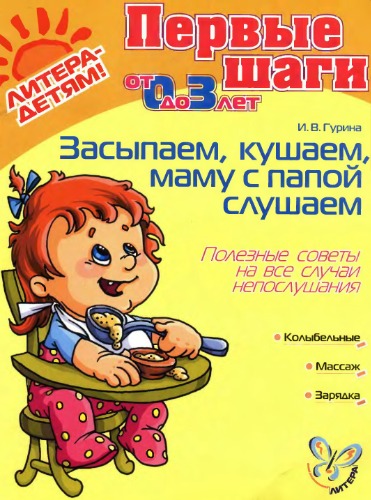 ЛИТЕРА-
ДЕТЯМ!
Первые
шаги
от 0 до 3 лет
И. В. Гурина
Засыпаем, кушаем,
маму с папой
слушаем
Полезные советы
на все случаи
непослушания
Колыбельные
Массаж
Зарядка
ЛИТЕРА